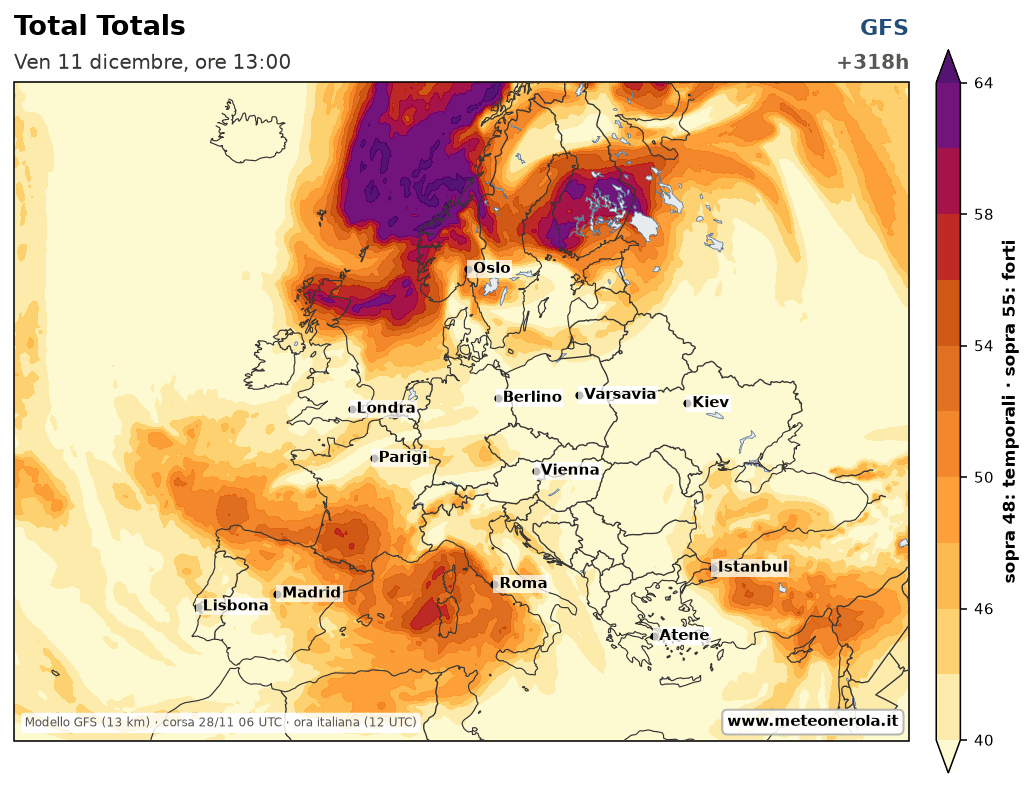 Total Totals
GFS
Ven 11 dicembre, ore 13:00
+318h
64
58
54
50
46
40
sopra 48: temporali · sopra 55: forti
Oslo
Londra
Berlino
Varsavia
Kiev
Parigi
Vienna
Istanbul
Roma
Madrid
Lisbona
Atene
Modello GFS (13 km) · corsa 28/11 06 UTC · ora italiana (12 UTC)
www.meteonerola.it